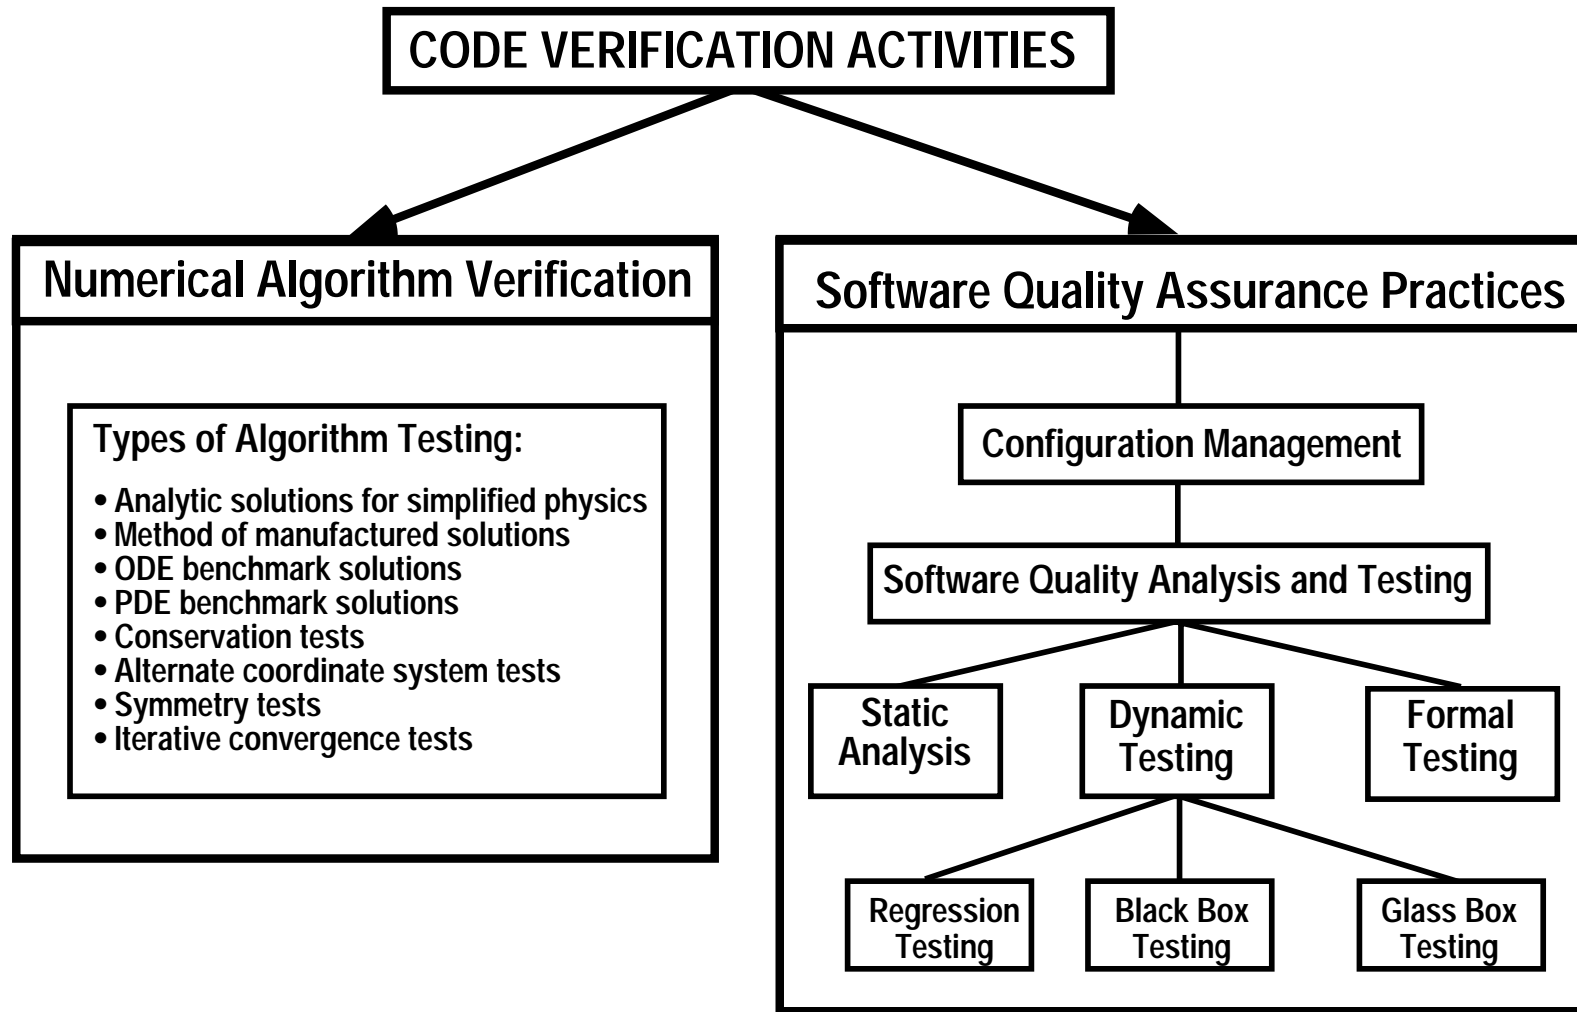 CODE VERIFICATION ACTIVITIES
Numerical Algorithm Verification
Types of Algorithm Testing:
• Analytic solutions for simplified physics
• Method of manufactured solutions
• ODE benchmark solutions
• PDE benchmark solutions
• Conservation tests
• Alternate coordinate system tests
• Symmetry tests
• Iterative convergence tests
Software Quality Assurance Practices
Configuration Management
Software Quality Analysis and Testing
Static
Analysis
Dynamic
Testing
Formal
Testing
Regression
Testing
Black Box
Testing
Glass Box
Testing